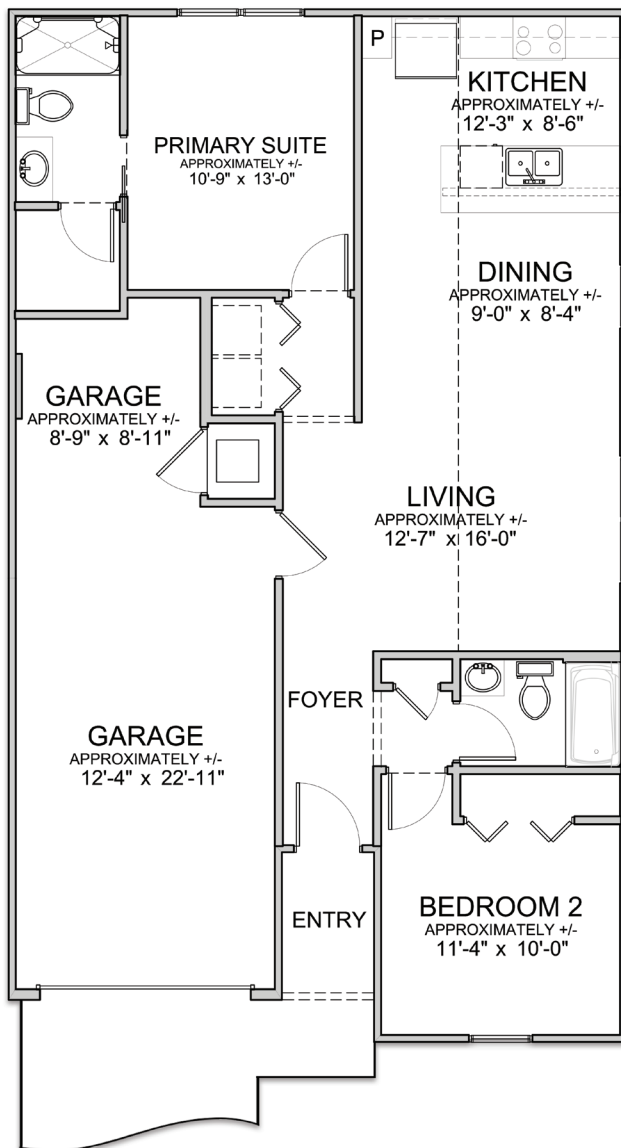 P
KITCHEN
APPROXIMATELY +/-
12'-3" x 8'-6"
PRIMARY SUITE
APPROXIMATELY +/-
10'-9" x 13'-0"
DINING
APPROXIMATELY +/-
9'-0" x 8'-4"
GARAGE
APPROXIMATELY +/-
8'-9" x 8'-11"
LIVING
APPROXIMATELY +/-
12'-7" x 16'-0"
FOYER
GARAGE
APPROXIMATELY +/-
12'-4" x 22'-11"
ENTRY
BEDROOM 2
APPROXIMATELY +/-
11'-4" x 10'-0"